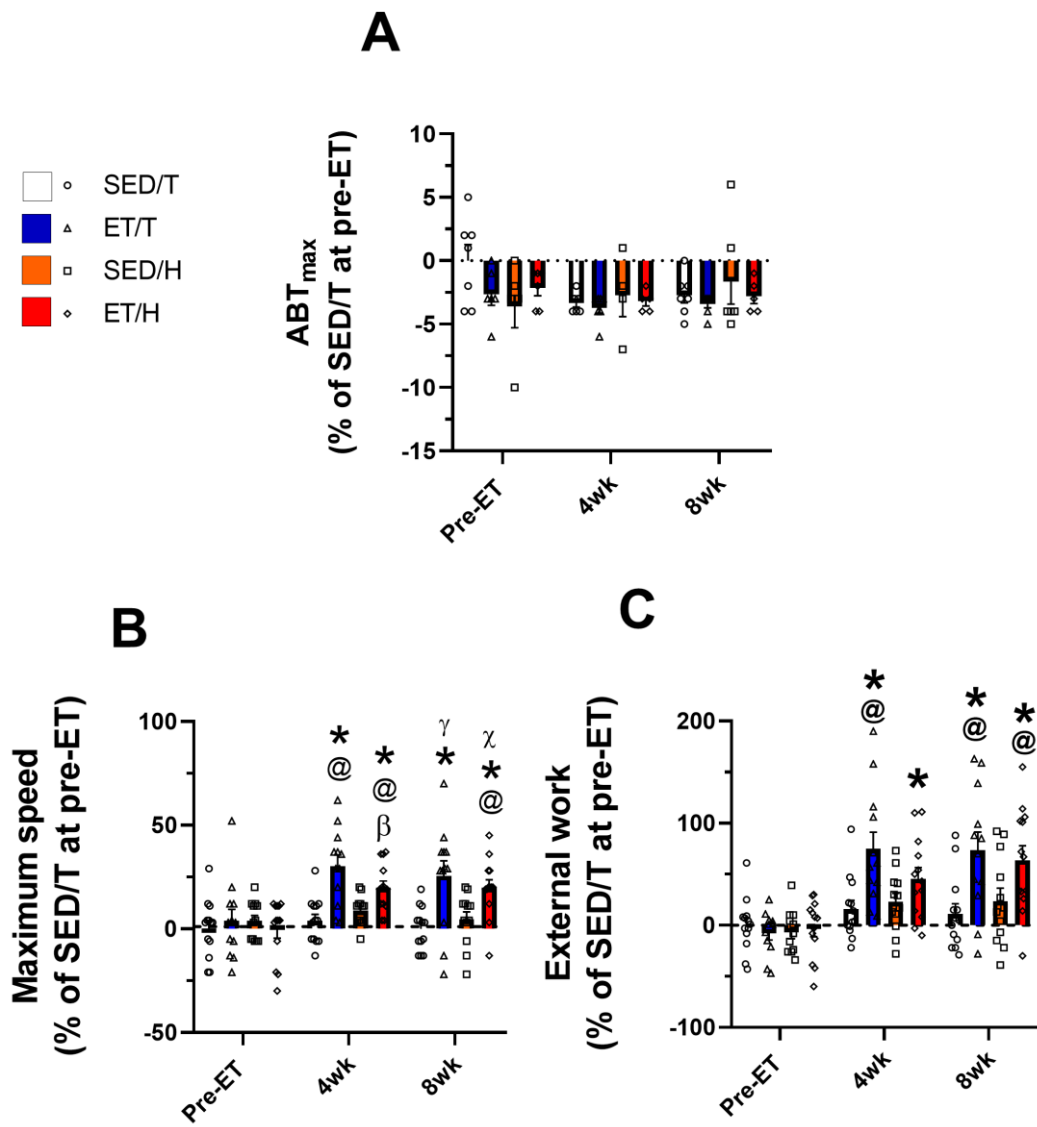 A
SED/T
ET/T
SED/H
ET/H
ABTmax
(% of SED/T at pre-ET)
10
5
0
-5
-10
-15
Pre-ET
4wk
8wk
B
Maximum speed
(% of SED/T at pre-ET)
100
50
0
-50
*
@
*
@
β
γ
*
χ
*
@
Pre-ET
4wk
8wk
C
External work
(% of SED/T at pre-ET)
200
100
0
-100
*
@
*
*
@
*
@
Pre-ET
4wk
8wk